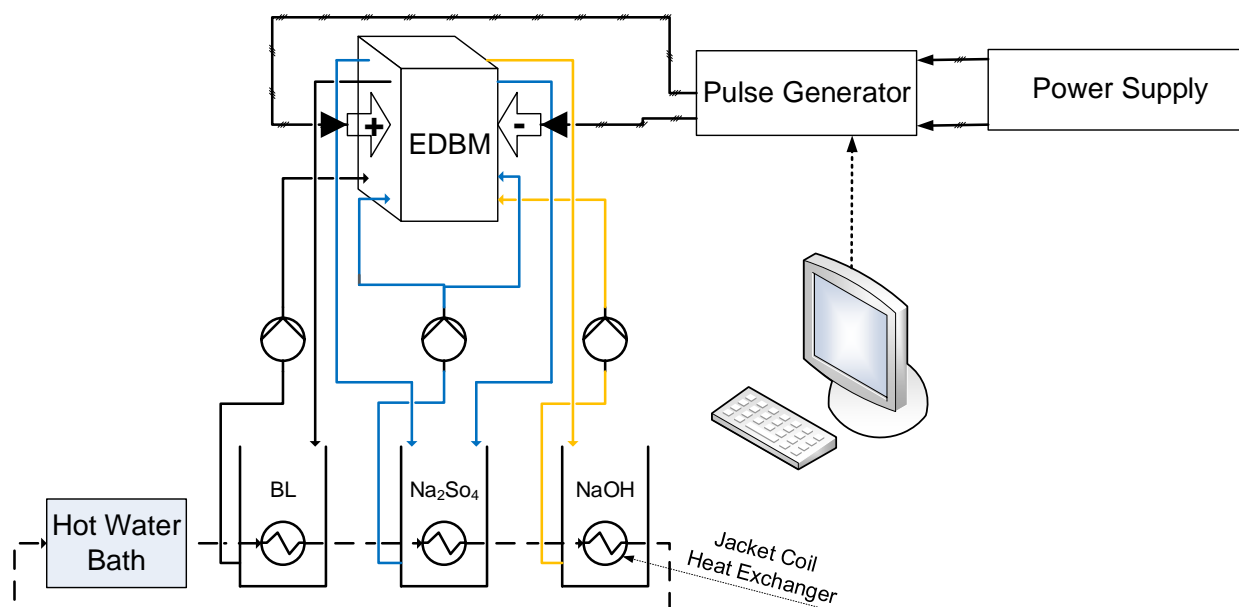 Pulse Generator
Power Supply
+
-
EDBM
BL
Na₂So₄
NaOH
Hot Water
Bath
Jacket Coil
Heat Exchanger